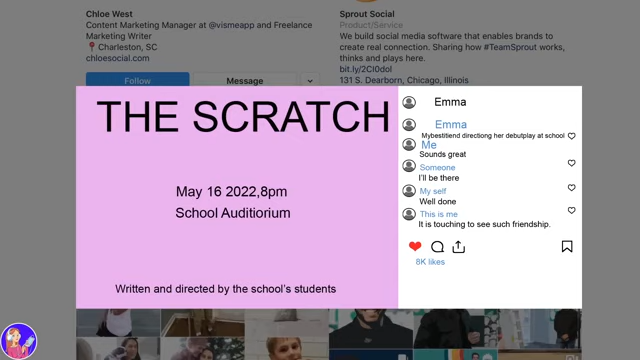 Chloe West
Content Marketing Manager at @vismeapp and Freelance
Marketing Writer
📍 Charleston, SC
chloesocial.com
Follow
Message
Sprout Social
Product/Service
We build social media software that enables brands to
create real connection. Sharing how #TeamSprout works,
thinks and plays here.
bit.ly/2CI0dol
131 S. Dearborn, Chicago, Illinois
THE SCRATCH
May 16 2022,8pm
School Auditiorium
Written and directed by the school's students
Emma
Emma
Mybestitiend directiong her debutplay at school
Me
Sounds great
Someone
I'll be there
My self
Well done
This is me
It is touching to see such friendship.
8K likes